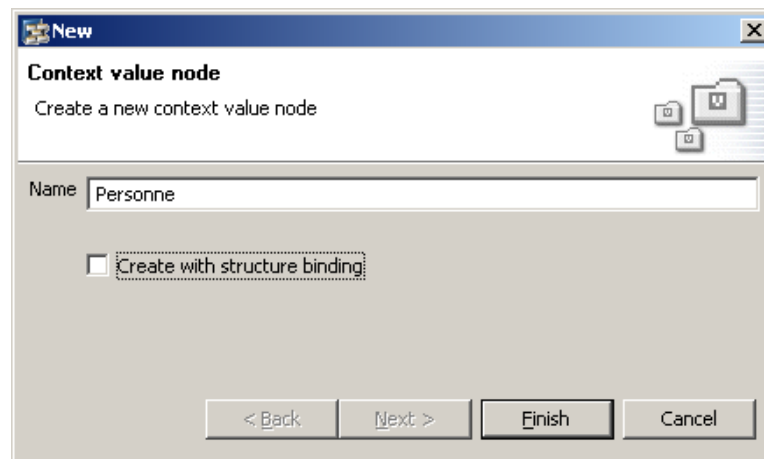 New
Context value node
Create a new context value node
Name Personne
Create with structure binding
< Back Next > Finish Cancel